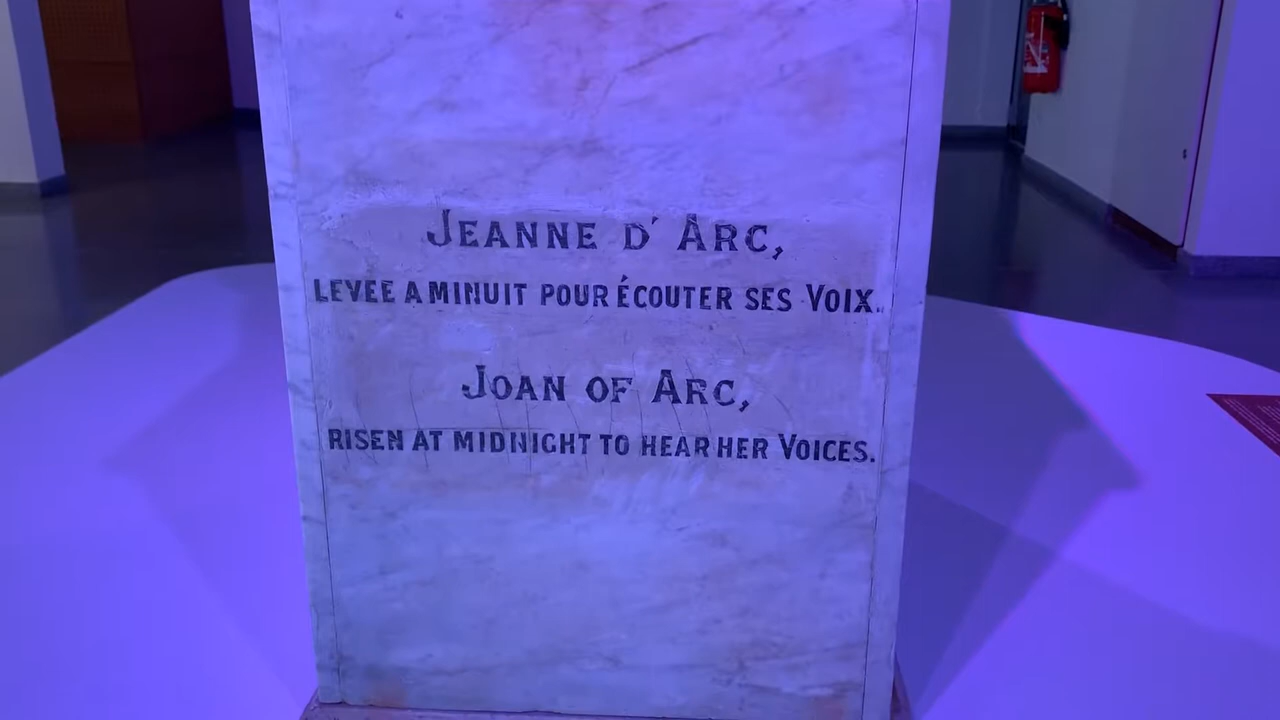 JEANNE D' ARC,
LEVEE A MINUIT POUR ÉCOUTER SES VOIX.
JOAN OF ARC,
RISEN AT MIDNIGHT TO HEAR HER VOICES.